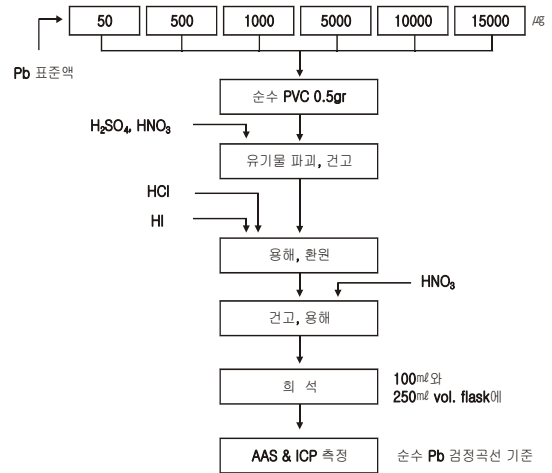 50 500 1000 5000 10000 15000 ㎍
Pb 표준액
순수 PVC 0.5gr
H₂SO₄, HNO₃
유기물 파괴, 건고
HCl
HI
용해, 환원
HNO₃
건고, 용해
희 석
100㎖와
250㎖ vol. flask에
AAS & ICP 측정
순수 Pb 검정곡선 기준